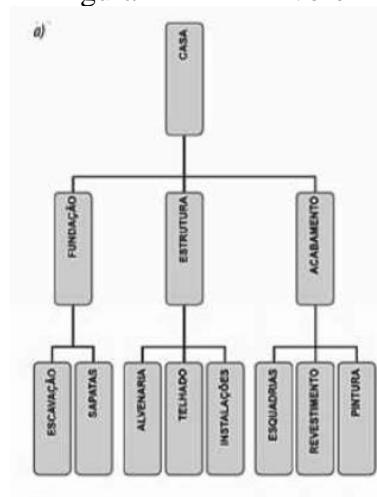 a)
CASA
FUNDAÇÃO
ESTRUTURA
ACABAMENTO
ESCAVAÇÃO
SAPATAS
ALVENARIA
TELHADO
INSTALAÇÕES
ESQUADRIAS
REVESTIMENTO
PINTURA